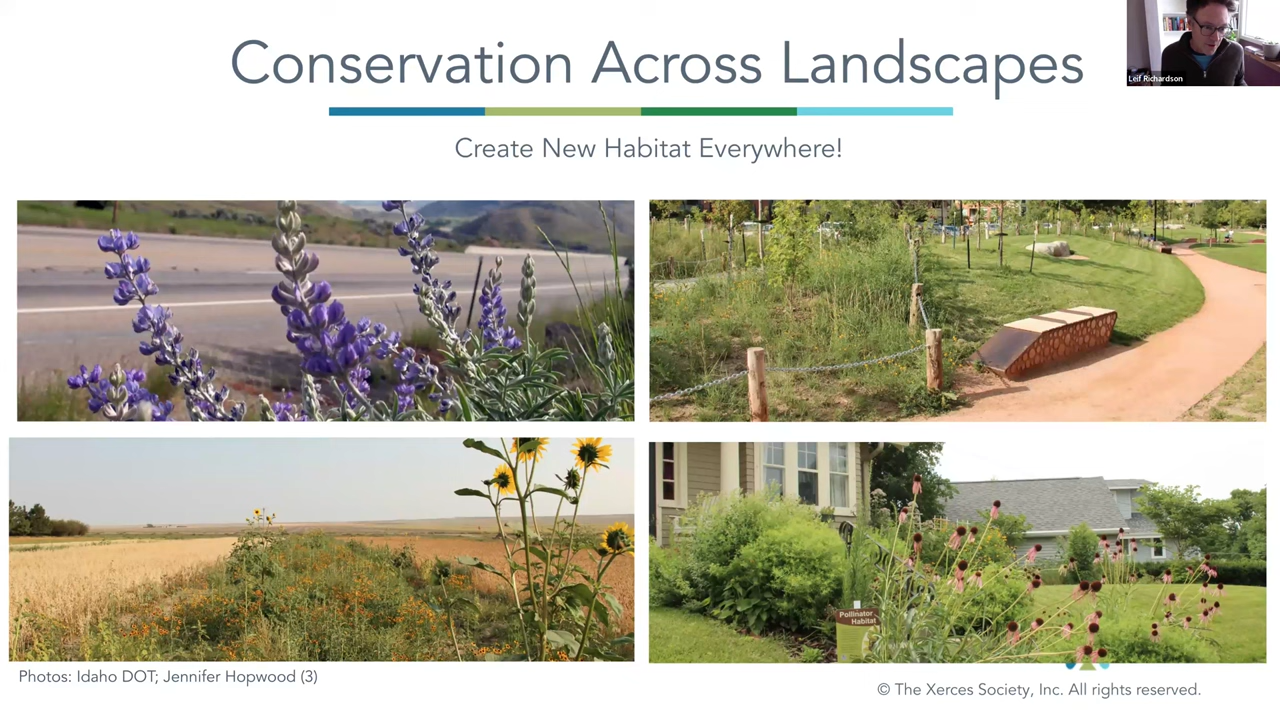 Conservation Across Landscapes
Leif Richardson
Create New Habitat Everywhere!
Pollinator
Habitat
Photos: Idaho DOT; Jennifer Hopwood (3)
© The Xerces Society, Inc. All rights reserved.